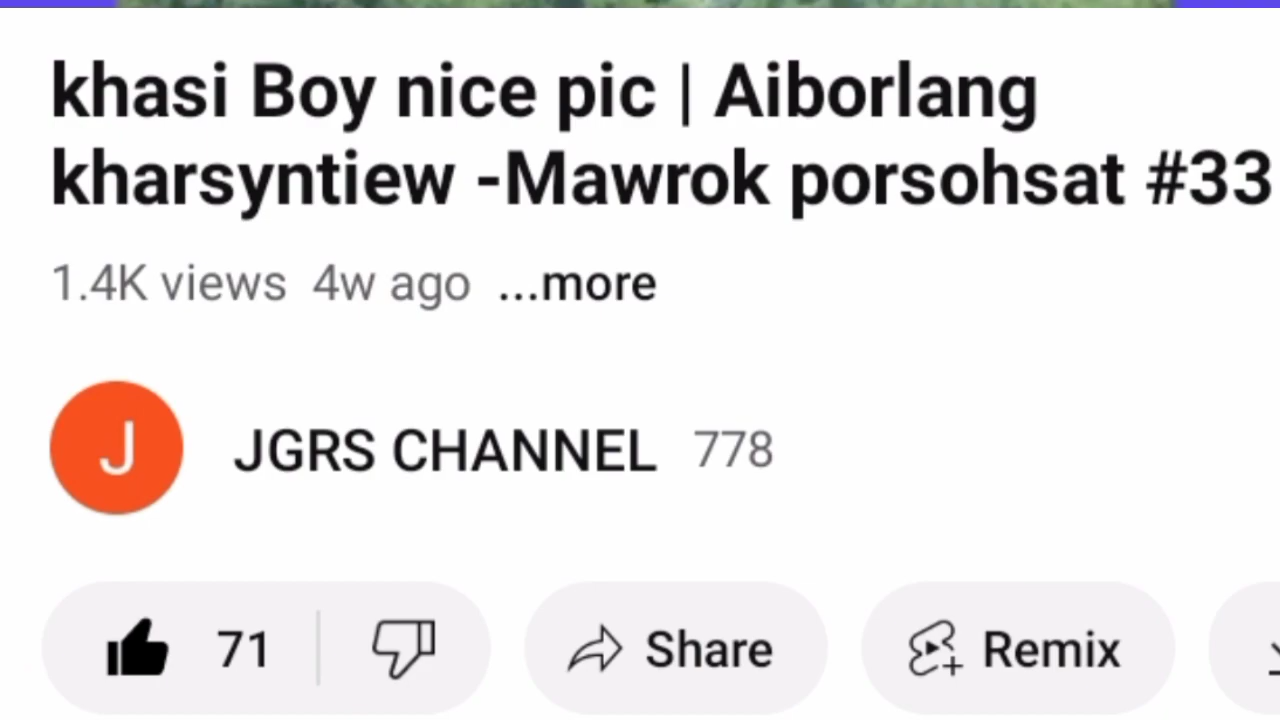 khasi Boy nice pic | Aiborlang
kharsyntiew -Mawrok porsohsat #33
1.4K views 4w ago ...more
J JGRS CHANNEL 778
71 Share Remix